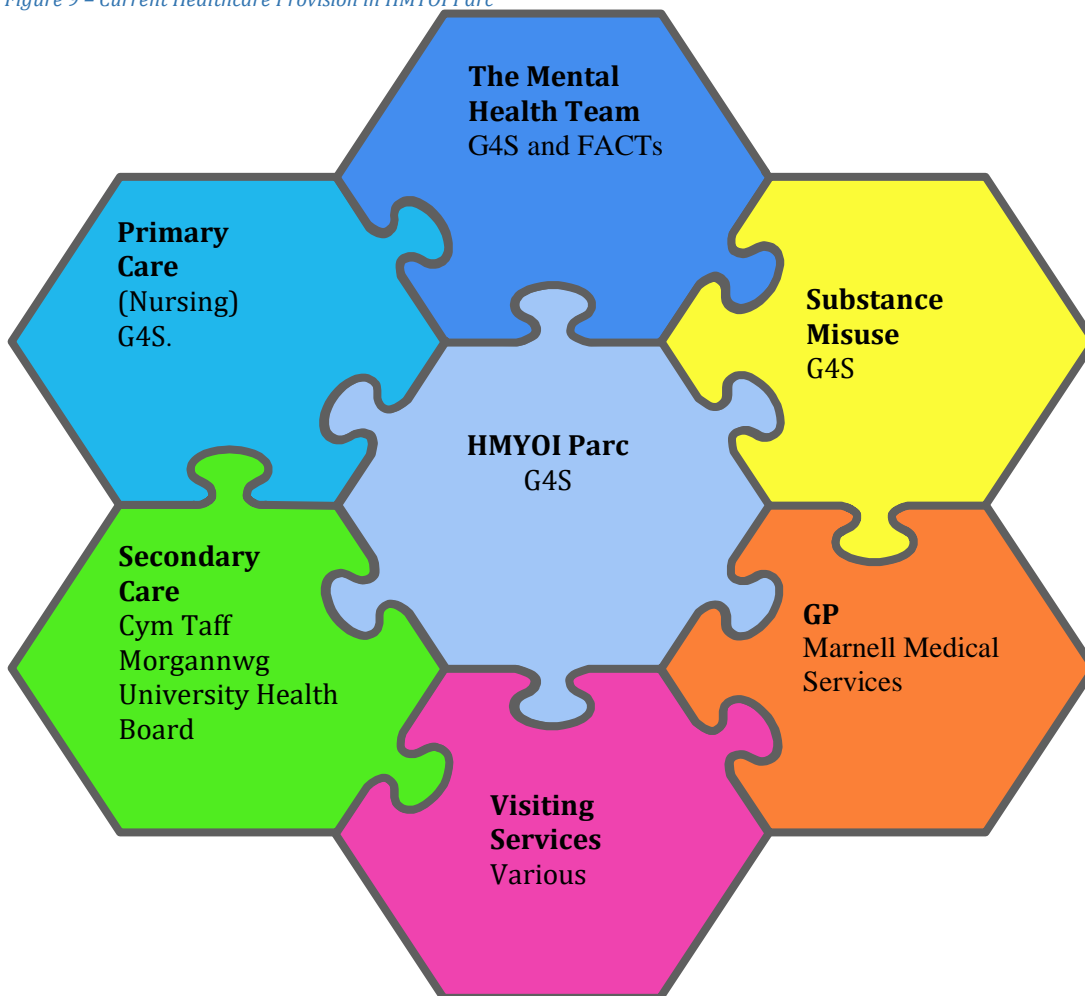 Figure 9 – Current Healthcare Provision in HMYOI Parc
The Mental
Health Team
G4S and FACTs
Primary
Care
(Nursing)
G4S.
Substance
Misuse
G4S
HMYOI Parc
G4S
Secondary
Care
Cym Taff
Morgannwg
University Health
Board
GP
Marnell Medical
Services
Visiting
Services
Various